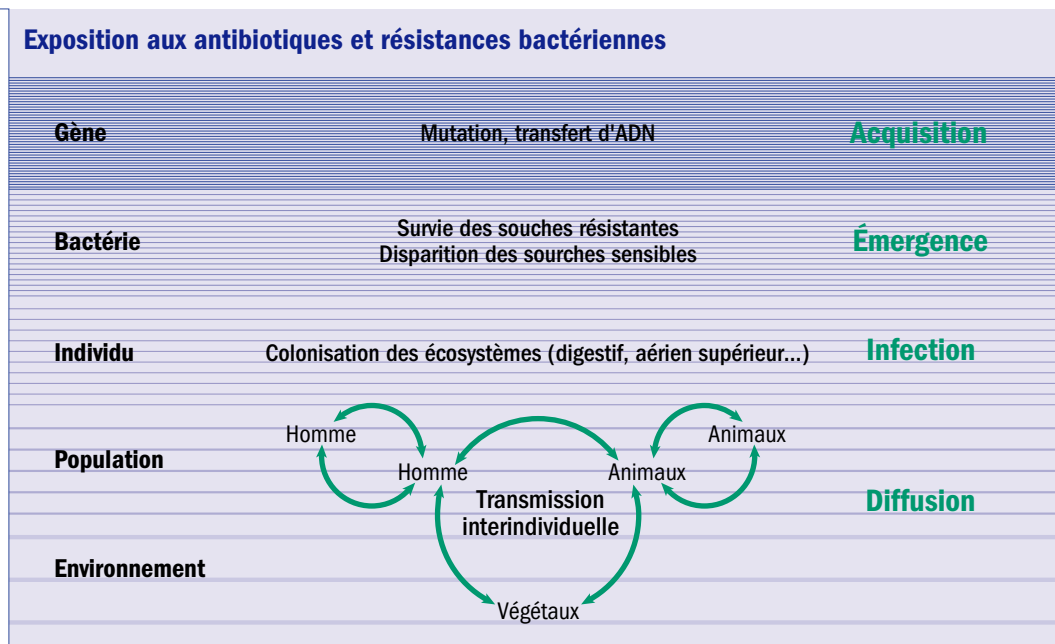 Exposition aux antibiotiques et résistances bactériennes
Gène
Mutation, transfert d'ADN
Acquisition
Bactérie
Survie des souches résistantes
Disparition des sourches sensibles
Émergence
Individu
Colonisation des écosystèmes (digestif, aérien supérieur...)
Infection
Population
Homme
Animaux
Homme
Animaux
Transmission
interindividuelle
Diffusion
Environnement
Végétaux